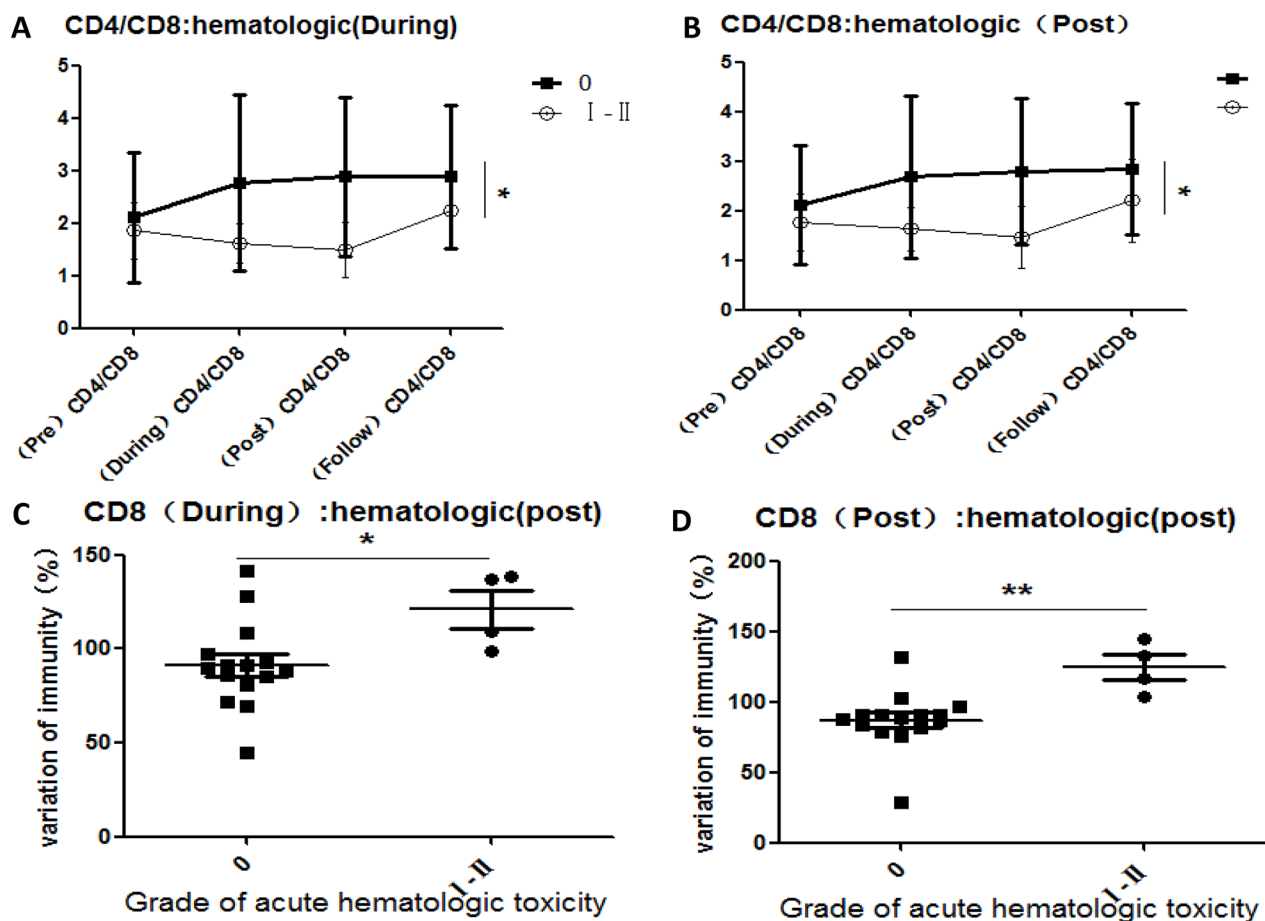 A CD4/CD8:hematologic(During)
5
4
3
2
1
0
0
Ⅰ-Ⅱ
*
(Pre) CD4/CD8
(During) CD4/CD8
(Post) CD4/CD8
(Follow) CD4/CD8
B CD4/CD8:hematologic (Post)
5
4
3
2
1
0
*
(Pre) CD4/CD8
(During) CD4/CD8
(Post) CD4/CD8
(Follow) CD4/CD8
C CD8 (During) :hematologic(post)
variation of immunity (%)
150
100
50
0
*
0
Ⅰ-Ⅱ
Grade of acute hematologic toxicity
D CD8 (Post) :hematologic(post)
variation of immunity (%)
200
150
100
50
0
**
0
Ⅰ-Ⅱ
Grade of acute hematologic toxicity